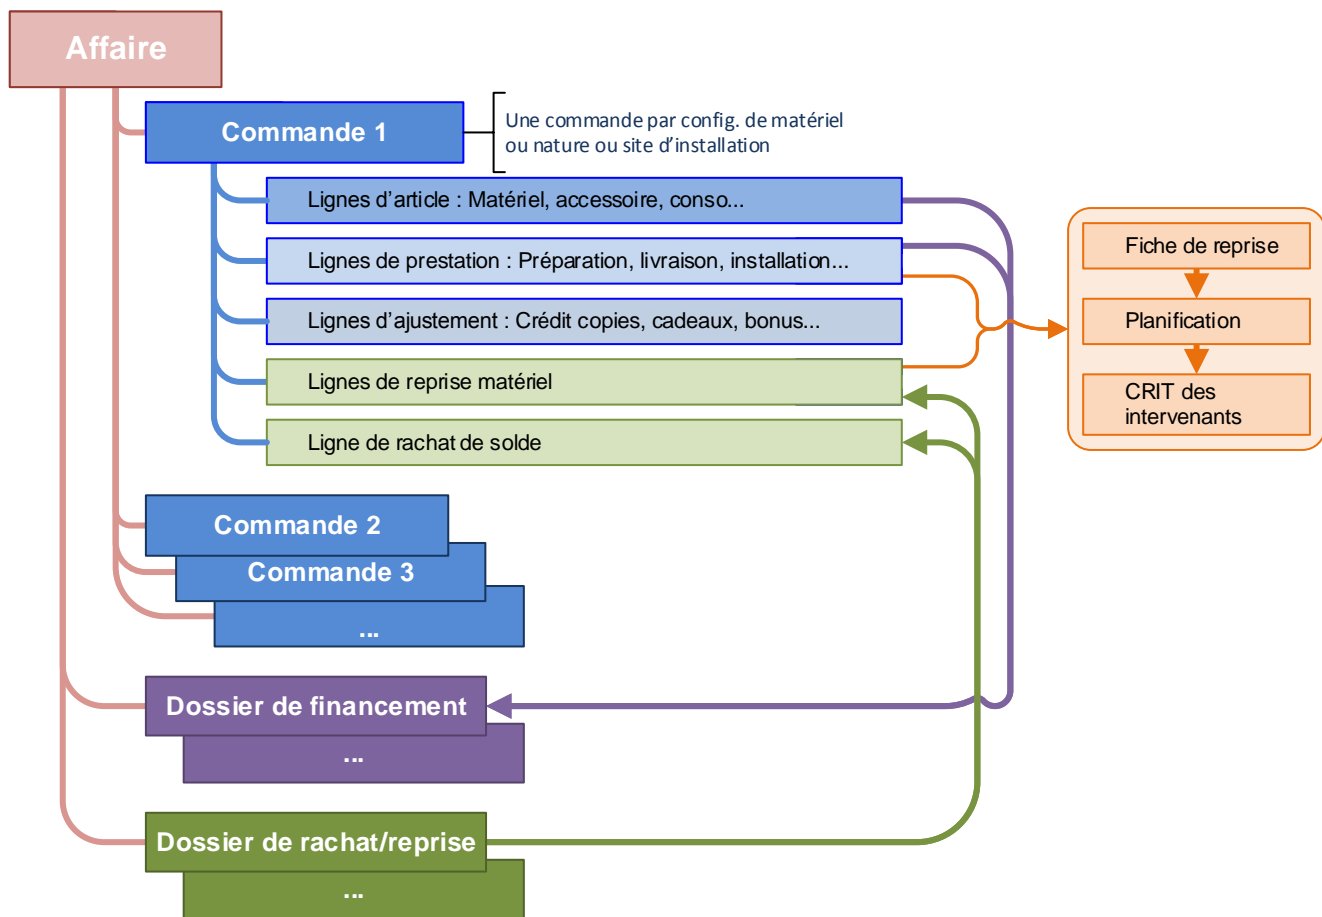 Affaire
Commande 1
Une commande par config. de matériel
ou nature ou site d’installation
Lignes d’article : Matériel, accessoire, conso...
Lignes de prestation : Préparation, livraison, installation...
Lignes d’ajustement : Crédit copies, cadeaux, bonus...
Lignes de reprise matériel
Ligne de rachat de solde
Fiche de reprise
Planification
CRIT des
intervenants
Commande 2
Commande 3
...
Dossier de financement
...
Dossier de rachat/reprise
...